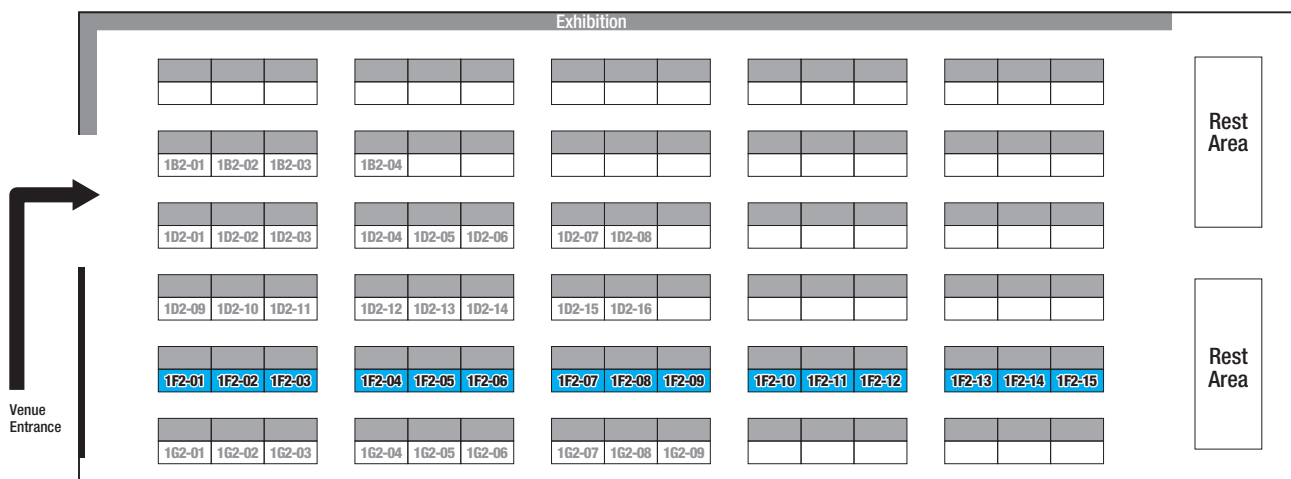 Exhibition
Rest
Area
1B2-01 1B2-02 1B2-03 1B2-04
1D2-01 1D2-02 1D2-03 1D2-04 1D2-05 1D2-06 1D2-07 1D2-08
1D2-09 1D2-10 1D2-11 1D2-12 1D2-13 1D2-14 1D2-15 1D2-16
Rest
Area
1F2-01 1F2-02 1F2-03 1F2-04 1F2-05 1F2-06 1F2-07 1F2-08 1F2-09 1F2-10 1F2-11 1F2-12 1F2-13 1F2-14 1F2-15
Venue
Entrance
1G2-01 1G2-02 1G2-03 1G2-04 1G2-05 1G2-06 1G2-07 1G2-08 1G2-09